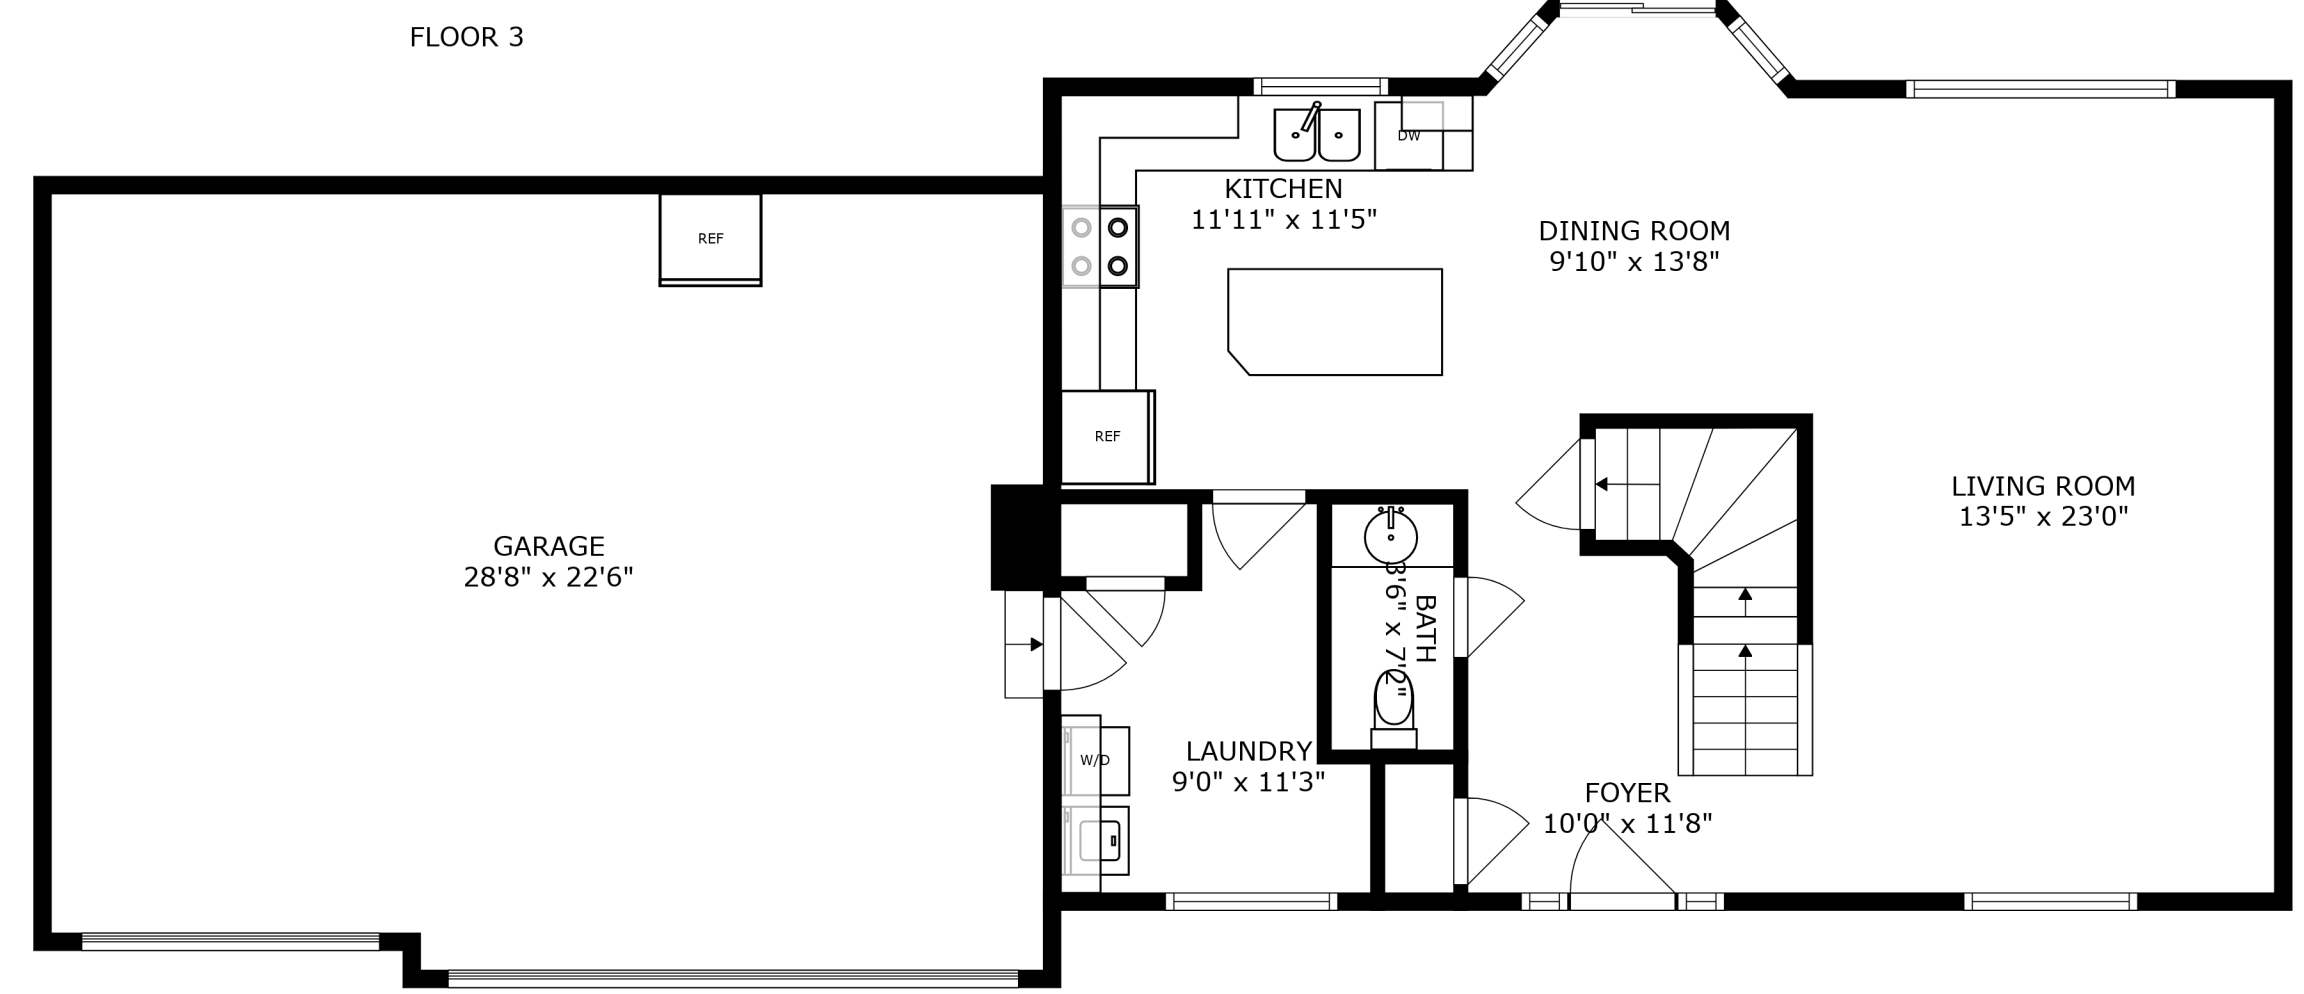 FLOOR 3
DW
KITCHEN
11'11" x 11'5"
DINING ROOM
9'10" x 13'8"
REF
REF
LIVING ROOM
13'5" x 23'0"
GARAGE
28'8" x 22'6"
BATH
3'6" x 7'2"
W/D
LAUNDRY
9'0" x 11'3"
FOYER
10'0" x 11'8"